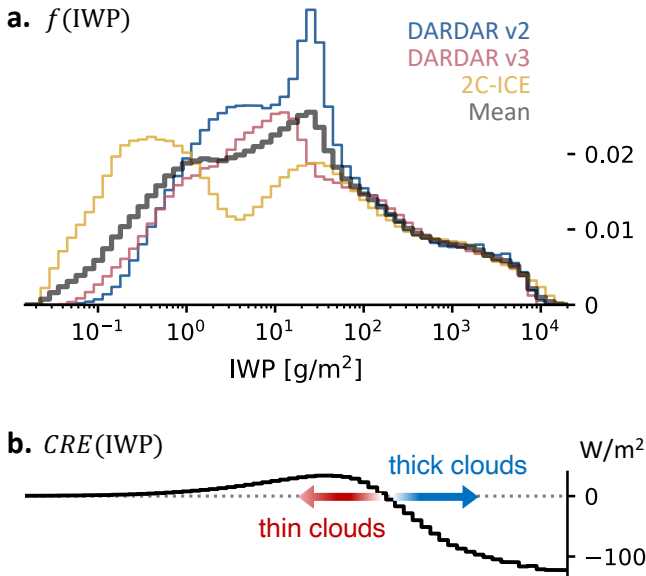 a. f(IWP)
DARDAR v2
DARDAR v3
2C-ICE
Mean
0.02
0.01
0
10⁻¹ 10⁰ 10¹ 10² 10³ 10⁴
IWP [g/m²]
b. CRE(IWP)
W/m²
thick clouds
0
thin clouds
−100